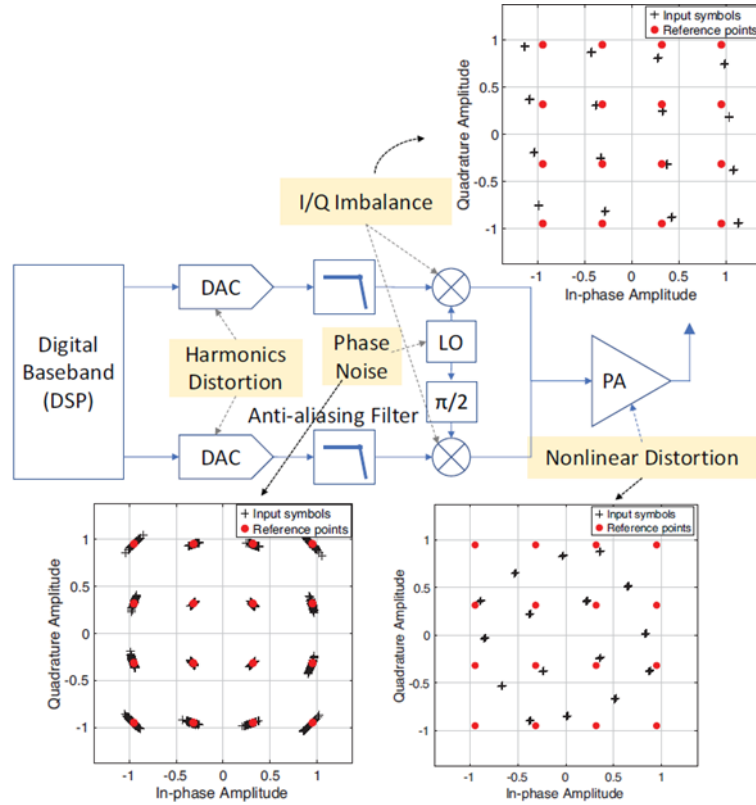 + Input symbols
● Reference points
1
0.5
0
-0.5
-1
Quadrature Amplitude
-1 -0.5 0 0.5 1
In-phase Amplitude
I/Q Imbalance
DAC
Digital
Baseband
(DSP)
Harmonics
Distortion
Phase
Noise
LO
π/2
PA
Anti-aliasing Filter
DAC
Nonlinear Distortion
+ Input symbols
● Reference points
1
0.5
0
-0.5
-1
Quadrature Amplitude
-1 -0.5 0 0.5 1
In-phase Amplitude
+ Input symbols
● Reference points
1
0.5
0
-0.5
-1
Quadrature Amplitude
-1 -0.5 0 0.5 1
In-phase Amplitude